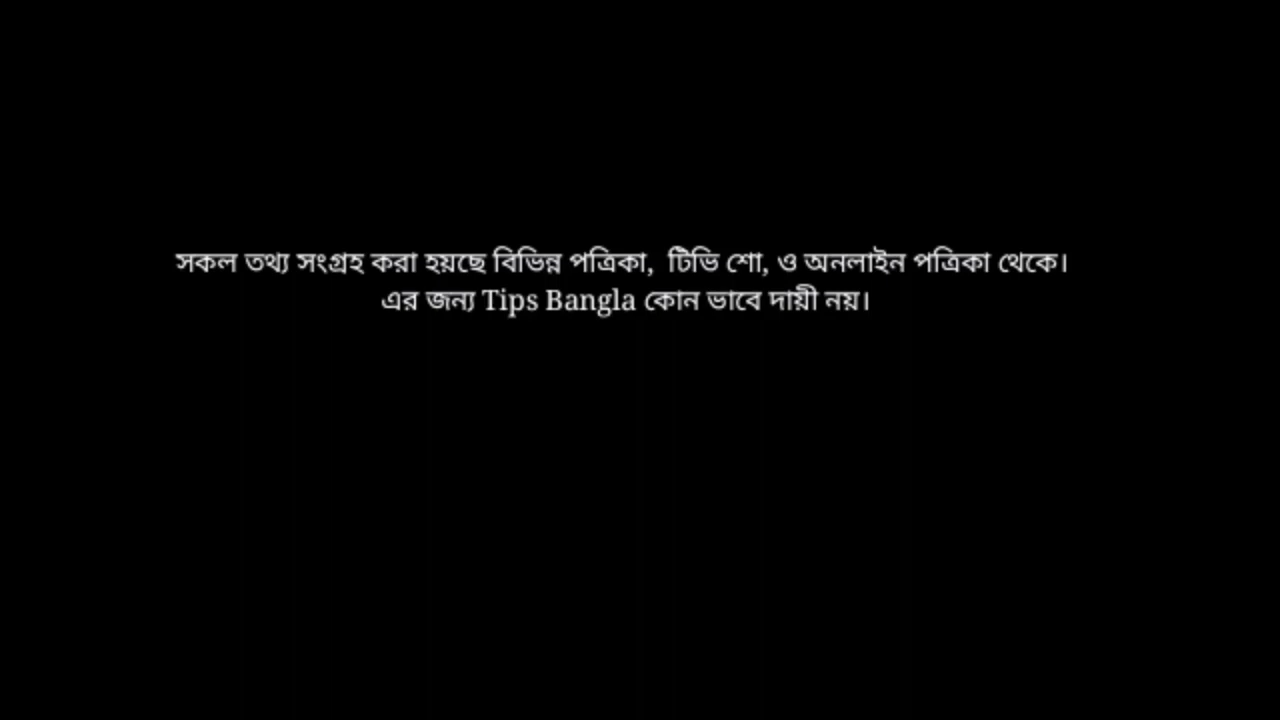 সকল তথ্য সংগ্রহ করা হয়ছে বিভিন্ন পত্রিকা, টিভি শো, ও অনলাইন পত্রিকা থেকে।
এর জন্য Tips Bangla কোন ভাবে দায়ী নয়।